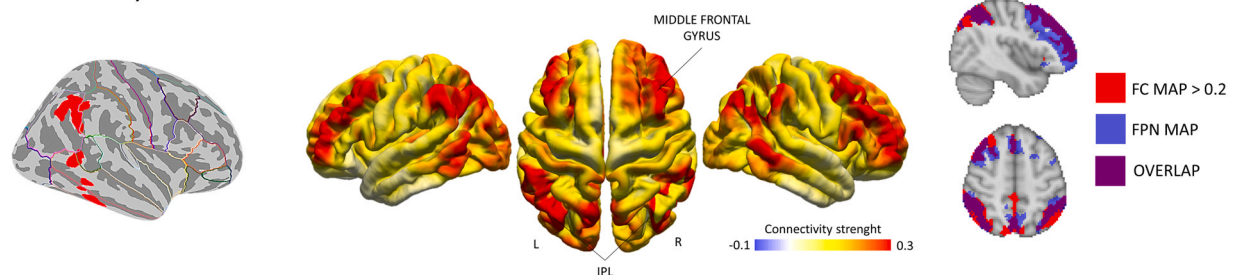 MIDDLE FRONTAL
GYRUS
FC MAP > 0.2
FPN MAP
OVERLAP
Connectivity strenght
-0.1
0.3
L
R
IPL